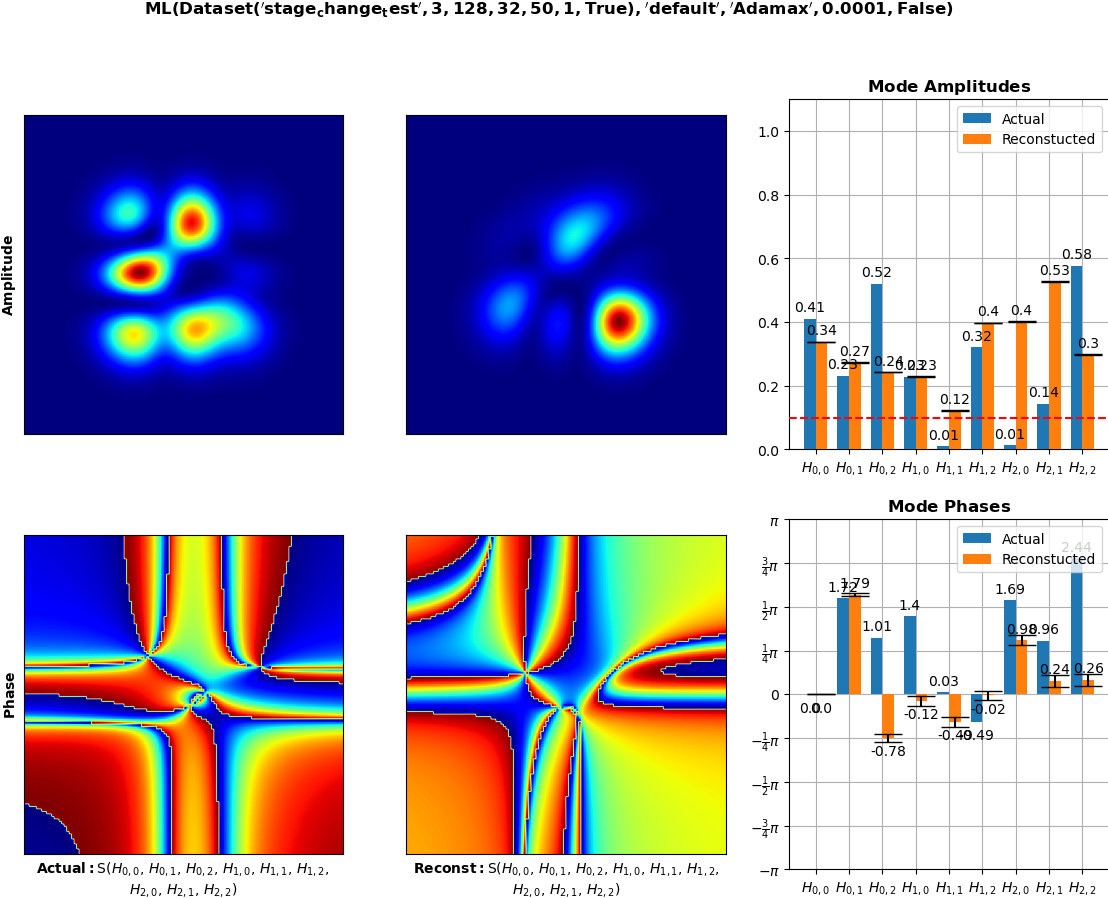 ML(Dataset('stage_change_test', 3, 128, 32, 50, 1, True), 'default', 'Adamax', 0.0001, False)
Amplitude
Mode Amplitudes
Actual
Reconstucted
1.0
0.8
0.6
0.4
0.2
0.0
0.41
0.34
0.23
0.27
0.52
0.24
0.23
0.23
0.01
0.12
0.32
0.4
0.01
0.4
0.14
0.53
0.58
0.3
H0,0 H0,1 H0,2 H1,0 H1,1 H1,2 H2,0 H2,1 H2,2
Phase
Mode Phases
Actual
Reconstucted
π
3/4π
1/2π
1/4π
0
−1/4π
−1/2π
−3/4π
−π
0.0
0.0
1.72
1.79
1.01
-0.78
1.4
-0.12
0.03
-0.49
-0.49
-0.02
1.69
0.98
0.96
0.24
2.44
0.26
H0,0 H0,1 H0,2 H1,0 H1,1 H1,2 H2,0 H2,1 H2,2
Actual: S(H0,0, H0,1, H0,2, H1,0, H1,1, H1,2,
H2,0, H2,1, H2,2)
Reconst: S(H0,0, H0,1, H0,2, H1,0, H1,1, H1,2,
H2,0, H2,1, H2,2)